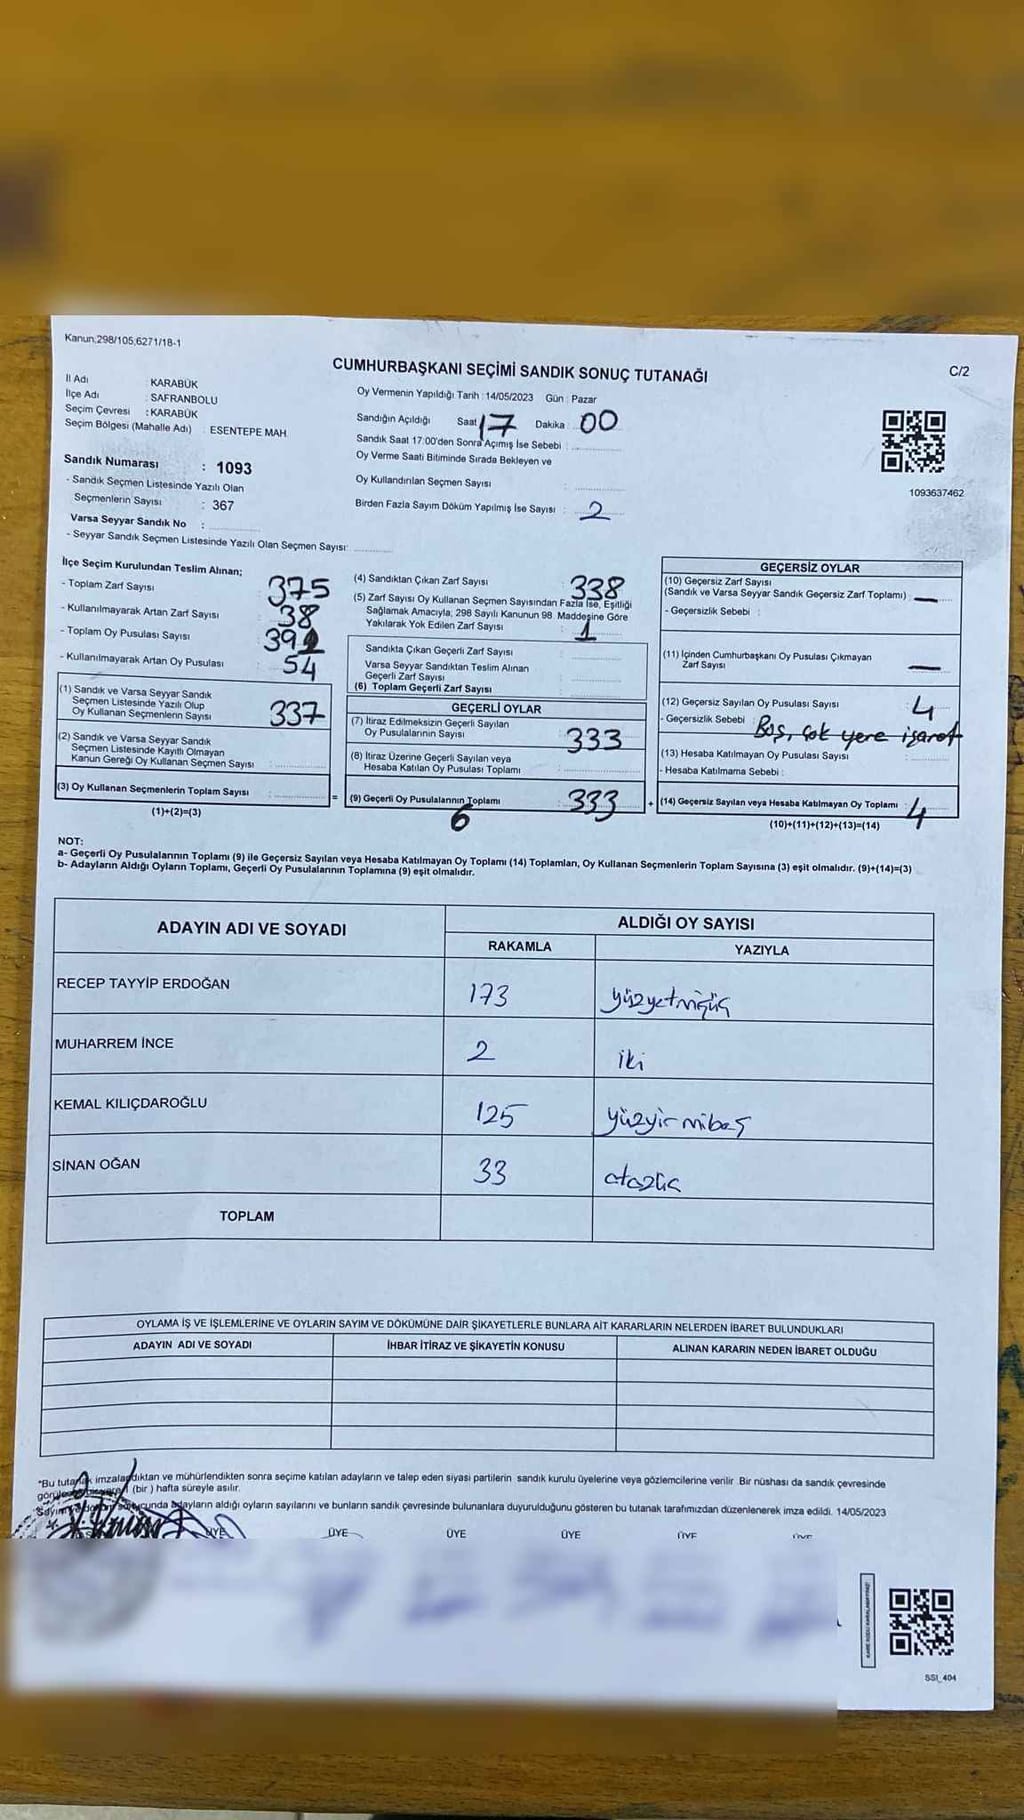 Kanun;298/105,6271/18-1
CUMHURBAŞKANI SEÇİMİ SANDIK SONUÇ TUTANAĞI
C/2
İl Adı : KARABÜK
İlçe Adı : SAFRANBOLU
Seçim Çevresi : KARABÜK
Seçim Bölgesi (Mahalle Adı) : ESENTEPE MAH.
Oy Vermenin Yapıldığı Tarih : 14/05/2023 Gün : Pazar
Sandığın Açıldığı Saat 17 Dakika 00
Sandık Saat 17:00'den Sonra Açımış İse Sebebi :
Oy Verme Saati Bitiminde Sırada Bekleyen ve
Oy Kullandırılan Seçmen Sayısı :
Birden Fazla Sayım Döküm Yapılmış İse Sayısı : 2
1093637462
Sandık Numarası : 1093
- Sandık Seçmen Listesinde Yazılı Olan
Seçmenlerin Sayısı : 367
Varsa Seyyar Sandık No :
- Seyyar Sandık Seçmen Listesinde Yazılı Olan Seçmen Sayısı:
İlçe Seçim Kurulundan Teslim Alınan;
- Toplam Zarf Sayısı : 375
- Kullanılmayarak Artan Zarf Sayısı : 38
- Toplam Oy Pusulası Sayısı : 391
- Kullanılmayarak Artan Oy Pusulası : 54
(1) Sandık ve Varsa Seyyar Sandık
Seçmen Listesinde Yazılı Olup
Oy Kullanan Seçmenlerin Sayısı : 337
(2) Sandık ve Varsa Seyyar Sandık
Seçmen Listesinde Kayıtlı Olmayan
Kanun Gereği Oy Kullanan Seçmen Sayısı :
(3) Oy Kullanan Seçmenlerin Toplam Sayısı :
(1)+(2)=(3)
(4) Sandıktan Çıkan Zarf Sayısı : 338
(5) Zarf Sayısı Oy Kullanan Seçmen Sayısından Fazla İse, Eşitliği
Sağlamak Amacıyla, 298 Sayılı Kanunun 98 Maddesine Göre
Yakılarak Yok Edilen Zarf Sayısı : 1
Sandıkta Çıkan Geçerli Zarf Sayısı :
Varsa Seyyar Sandıktan Teslim Alınan
Geçerli Zarf Sayısı :
(6) Toplam Geçerli Zarf Sayısı :
GEÇERLİ OYLAR
(7) İtiraz Edilmeksizin Geçerli Sayılan
Oy Pusulalarının Sayısı : 333
(8) İtiraz Üzerine Geçerli Sayılan veya
Hesaba Katılan Oy Pusulası Toplamı :
= (9) Geçerli Oy Pusulalarının Toplamı : 333
6
GEÇERSİZ OYLAR
(10) Geçersiz Zarf Sayısı
(Sandık ve Varsa Seyyar Sandık Geçersiz Zarf Toplamı) : —
- Geçersizlik Sebebi :
(11) İçinden Cumhurbaşkanı Oy Pusulası Çıkmayan
Zarf Sayısı : —
(12) Geçersiz Sayılan Oy Pusulası Sayısı : 4
- Geçersizlik Sebebi : Boş, çok yere işaret
(13) Hesaba Katılmayan Oy Pusulası Sayısı :
- Hesaba Katılmama Sebebi :
+ (14) Geçersiz Sayılan veya Hesaba Katılmayan Oy Toplamı : 4
(10)+(11)+(12)+(13)=(14)
NOT:
a- Geçerli Oy Pusulalarının Toplamı (9) ile Geçersiz Sayılan veya Hesaba Katılmayan Oy Toplamı (14) Toplamları, Oy Kullanan Seçmenlerin Toplam Sayısına (3) eşit olmalıdır. (9)+(14)=(3)
b- Adayların Aldığı Oyların Toplamı, Geçerli Oy Pusulalarının Toplamına (9) eşit olmalıdır.
ADAYIN ADI VE SOYADI
ALDIĞI OY SAYISI
RAKAMLA YAZIYLA
RECEP TAYYİP ERDOĞAN 173 yüzyetmişüç
MUHARREM İNCE 2 iki
KEMAL KILIÇDAROĞLU 125 yüzyirmibeş
SİNAN OĞAN 33 otuzüç
TOPLAM
OYLAMA İŞ VE İŞLEMLERİNE VE OYLARIN SAYIM VE DÖKÜMÜNE DAİR ŞİKAYETLERLE BUNLARA AİT KARARLARIN NELERDEN İBARET BULUNDUKLARI
ADAYIN ADI VE SOYADI İHBAR İTİRAZ VE ŞİKAYETİN KONUSU ALINAN KARARIN NEDEN İBARET OLDUĞU
*Bu tutanak imzalandıktan ve mühürlendikten sonra seçime katılan adayların ve talep eden siyasi partilerin sandık kurulu üyelerine veya gözlemcilerine verilir. Bir nüshası da sandık çevresinde
(bir ) hafta süreyle asılır.
adayların aldığı oyların sayılarını ve bunların sandık çevresinde bulunanlara duyurulduğunu gösteren bu tutanak tarafımızdan düzenlenerek imza edildi. 14/05/2023
ÜYE ÜYE ÜYE ÜYE ÜYE ÜYE
SSI_404